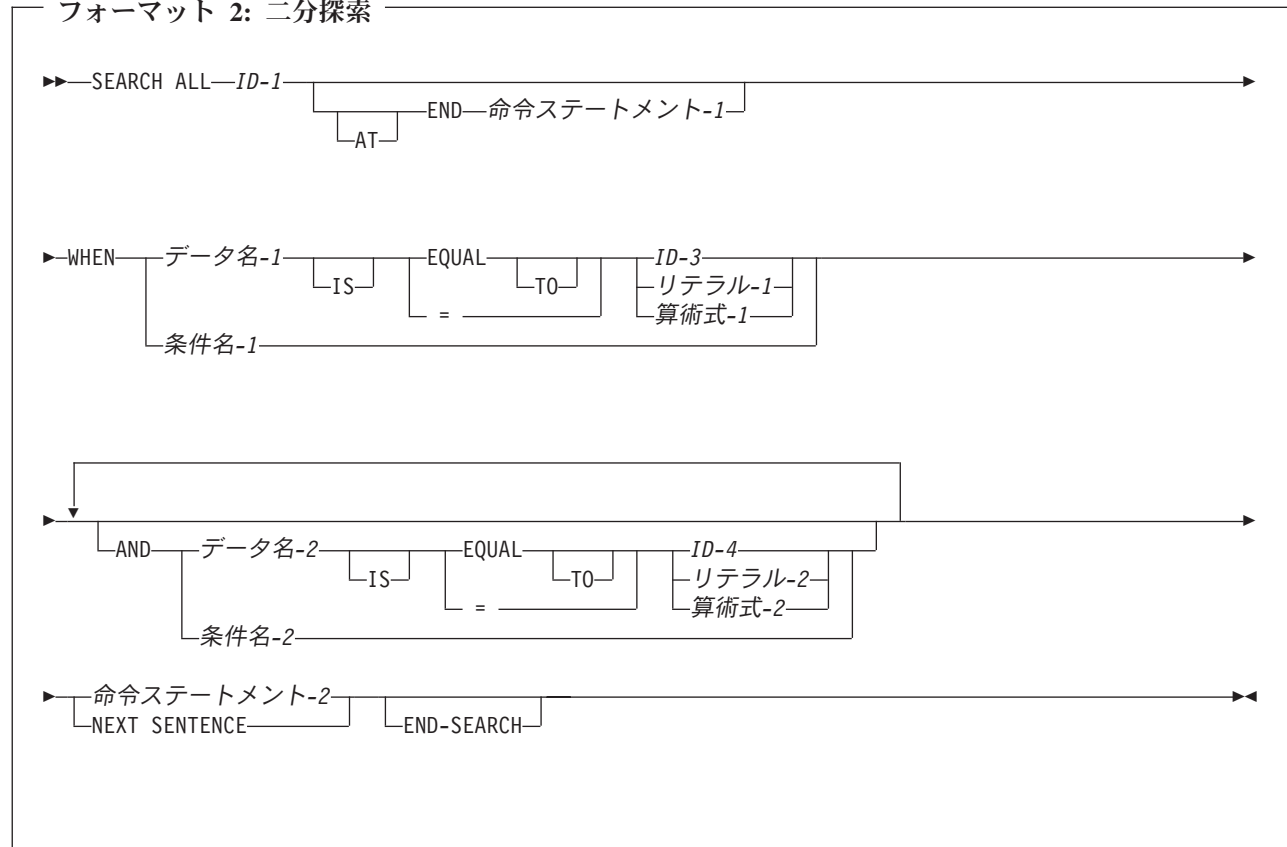 フォーマット 2: 二分探索
SEARCH ALL ID-1
END 命令ステートメント-1
AT
WHEN データ名-1 EQUAL ID-3
IS TO リテラル-1
= 算術式-1
条件名-1
AND データ名-2 EQUAL ID-4
IS TO リテラル-2
= 算術式-2
条件名-2
命令ステートメント-2
NEXT SENTENCE END-SEARCH